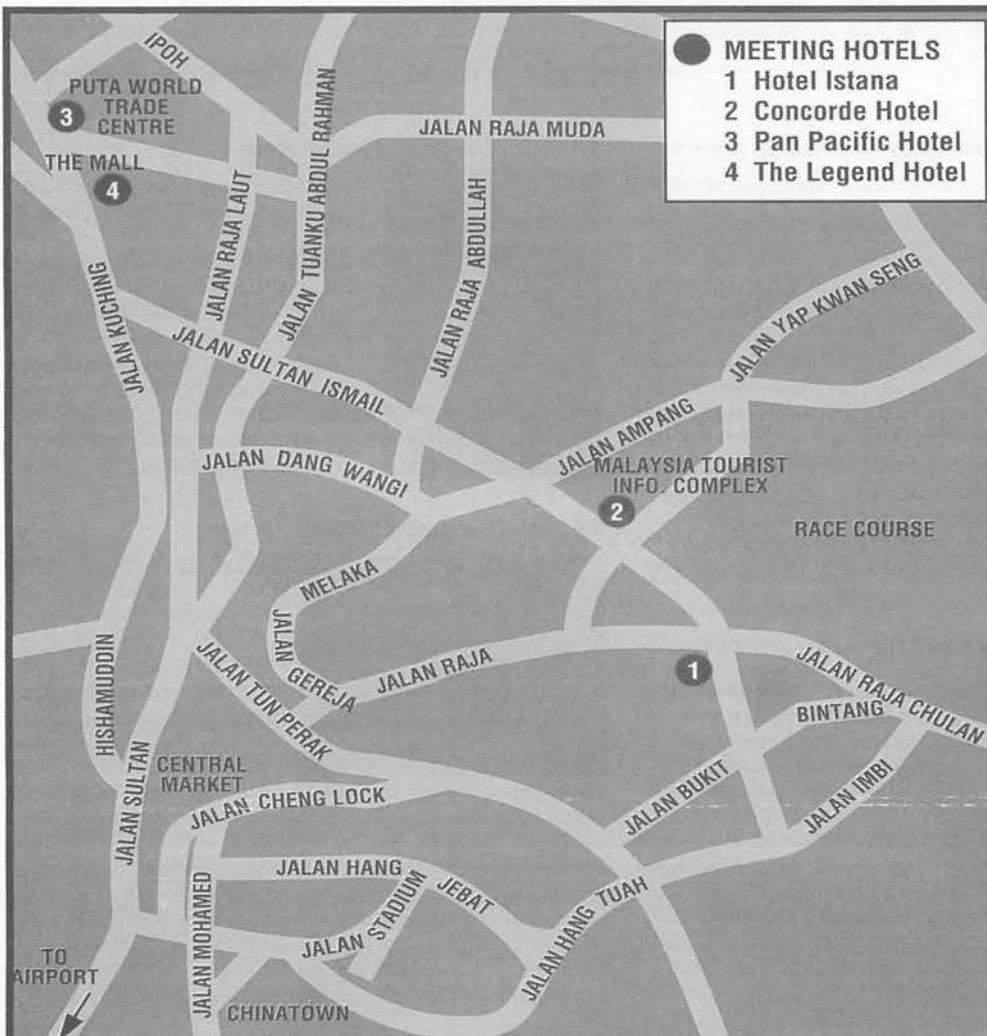 MEETING HOTELS
1 Hotel Istana
2 Concorde Hotel
3 Pan Pacific Hotel
4 The Legend Hotel
IPOH
PUTA WORLD
TRADE
CENTRE
3
THE MALL
4
JALAN RAJA LAUT
JALAN TUANKU ABDUL RAHMAN
JALAN RAJA MUDA
JALAN RAJA ABDULLAH
JALAN YAP KWAN SENG
JALAN KUCHING
JALAN SULTAN ISMAIL
JALAN AMPANG
JALAN DANG WANGI
MALAYSIA TOURIST
INFO. COMPLEX
2
RACE COURSE
MELAKA
JALAN
GEREJA
JALAN RAJA
1
JALAN RAJA CHULAN
BINTANG
HISHAMUDDIN
JALAN TUN PERAK
JALAN SULTAN
CENTRAL
MARKET
JALAN CHENG LOCK
JALAN BUKIT
JALAN IMBI
JALAN HANG
JEBAT
JALAN STADIUM
JALAN HANG TUAH
JALAN MOHAMED
TO
AIRPORT
CHINATOWN